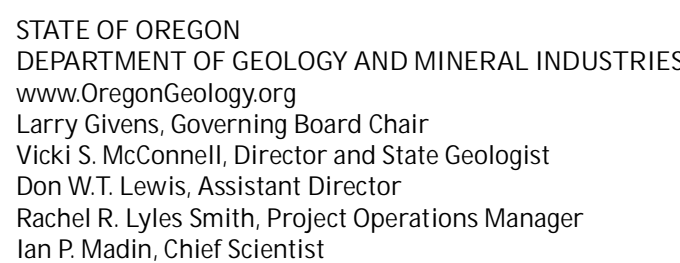 STATE OF OREGON
DEPARTMENT OF GEOLOGY AND MINERAL INDUSTRIES
www.OregonGeology.org
Larry Givens, Governing Board Chair
Vicki S. McConnell, Director and State Geologist
Don W.T. Lewis, Assistant Director
Rachel R. Lyles Smith, Project Operations Manager
Ian P. Madin, Chief Scientist